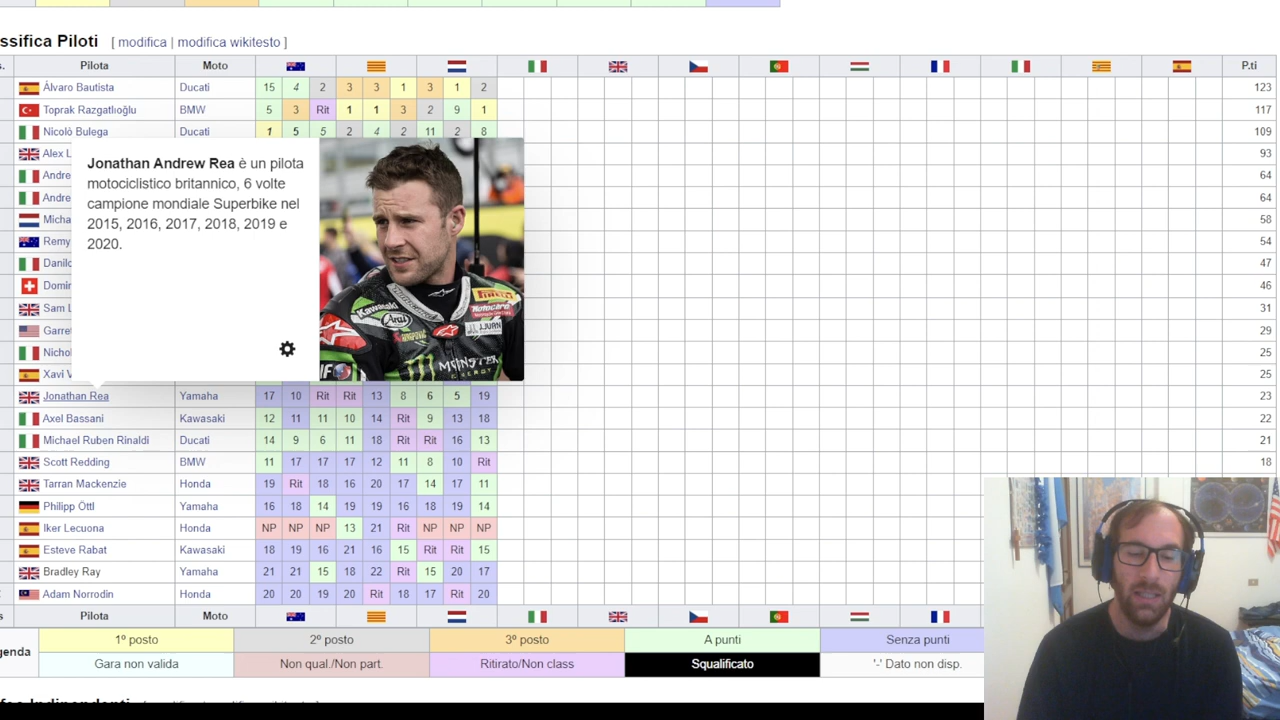 ssifica Piloti [ modifica | modifica wikitesto ]
s. Pilota Moto P.ti
Álvaro Bautista Ducati 15 4 2 3 3 1 3 1 2 123
Toprak Razgatlıoğlu BMW 5 3 Rit 1 1 3 2 9 1 117
Nicolò Bulega Ducati 1 5 5 2 4 2 11 2 8 109
Alex L 93
Andre 64
Andre 64
Micha 58
Remy 54
Danilo 47
Domin 46
Sam L 31
Garret 29
Nichol 25
Xavi V 25
Jonathan Andrew Rea è un pilota
motociclistico britannico, 6 volte
campione mondiale Superbike nel
2015, 2016, 2017, 2018, 2019 e
2020.
Kawasaki
Arai
PIRELLI
Motocard
JUAN
MONSTER
ENERGY
Jonathan Rea Yamaha 17 10 Rit Rit 13 8 6 5 19 23
Axel Bassani Kawasaki 12 11 11 10 14 Rit 9 13 18 22
Michael Ruben Rinaldi Ducati 14 9 6 11 18 Rit Rit 16 13 21
Scott Redding BMW 11 17 17 17 12 11 8 10 Rit 18
Tarran Mackenzie Honda 19 Rit 18 16 20 17 14 17 11
Philipp Öttl Yamaha 16 18 14 19 19 16 18 19 14
Iker Lecuona Honda NP NP NP 13 21 Rit NP NP NP
Esteve Rabat Kawasaki 18 19 16 21 16 15 Rit Rit 15
Bradley Ray Yamaha 21 21 15 18 22 Rit 15 20 17
Adam Norrodin Honda 20 20 19 20 Rit 18 17 Rit 20
s Pilota Moto
genda 1º posto 2º posto 3º posto A punti Senza punti
Gara non valida Non qual./Non part. Ritirato/Non class Squalificato '-' Dato non disp.